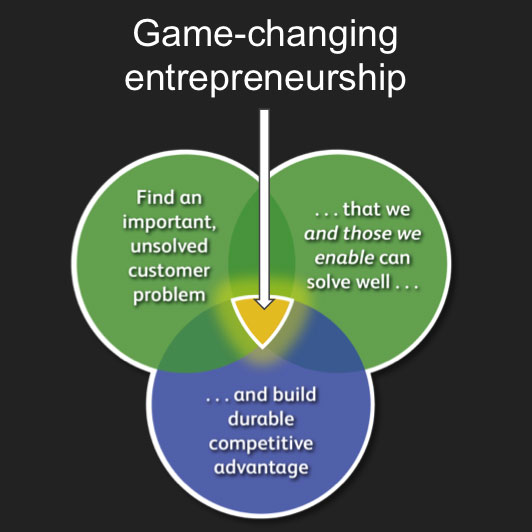 Game-changing
entrepreneurship
Find an
important,
unsolved
customer
problem
. . . that we
and those we
enable can
solve well . . .
. . . and build
durable
competitive
advantage